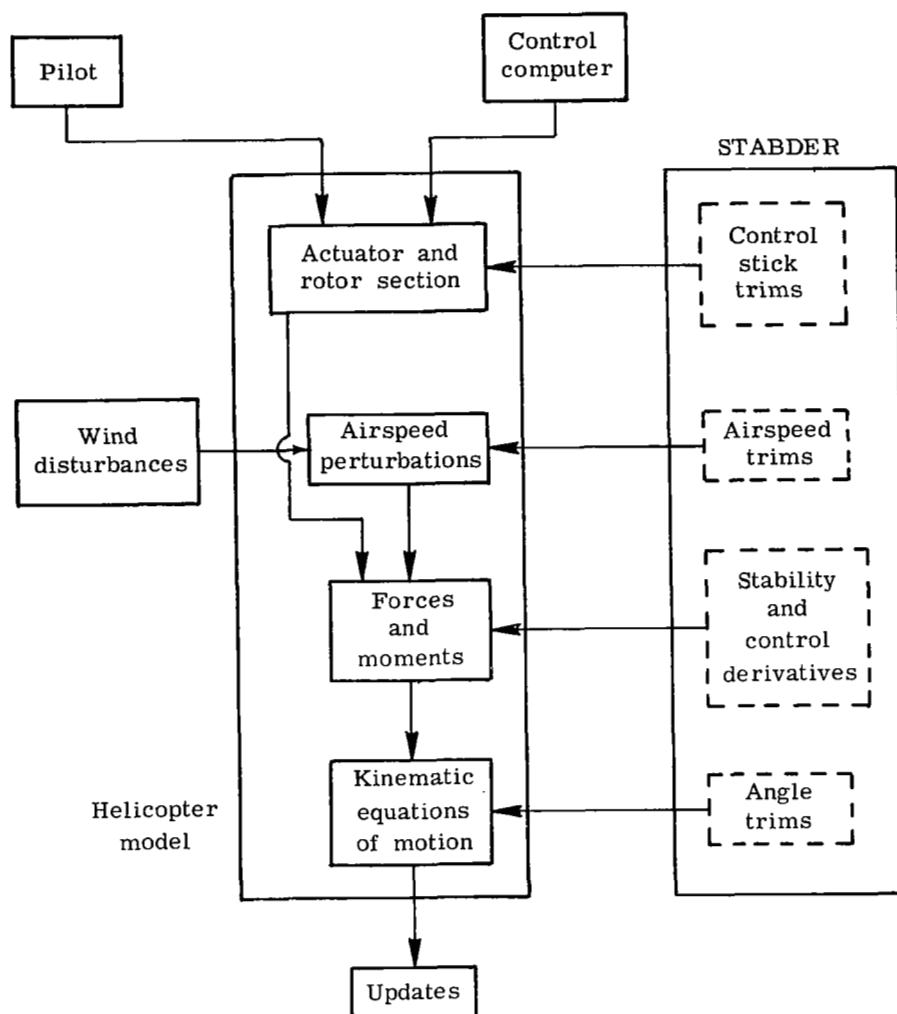 Pilot
Control
computer
STABDER
Actuator and
rotor section
Control
stick
trims
Wind
disturbances
Airspeed
perturbations
Airspeed
trims
Forces
and
moments
Stability
and
control
derivatives
Helicopter
model
Kinematic
equations
of motion
Angle
trims
Updates